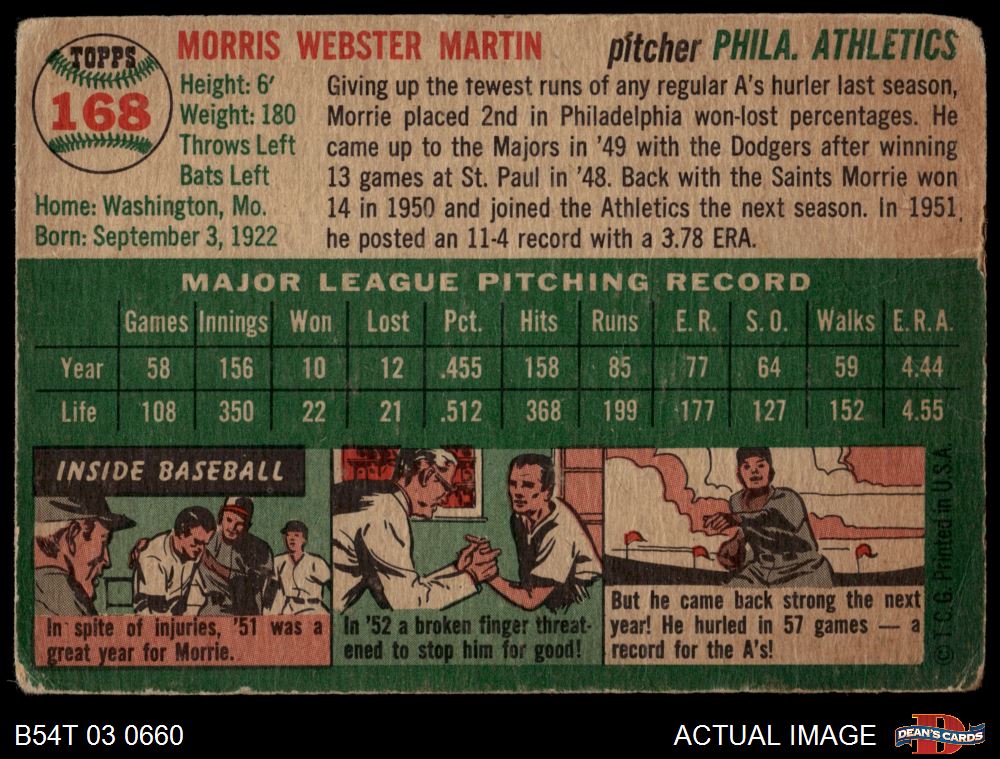 TOPPS
168
MORRIS WEBSTER MARTIN
pitcher PHILA. ATHLETICS
Height: 6'
Weight: 180
Throws Left
Bats Left
Home: Washington, Mo.
Born: September 3, 1922
Giving up the fewest runs of any regular A's hurler last season,
Morrie placed 2nd in Philadelphia won-lost percentages. He
came up to the Majors in '49 with the Dodgers after winning
13 games at St. Paul in '48. Back with the Saints Morrie won
14 in 1950 and joined the Athletics the next season. In 1951,
he posted an 11-4 record with a 3.78 ERA.
MAJOR LEAGUE PITCHING RECORD
Games Innings Won Lost Pct. Hits Runs E.R. S.O. Walks E.R.A.
Year 58 156 10 12 .455 158 85 77 64 59 4.44
Life 108 350 22 21 .512 368 199 177 127 152 4.55
INSIDE BASEBALL
In spite of injuries, '51 was a
great year for Morrie.
In '52 a broken finger threat-
ened to stop him for good!
But he came back strong the next
year! He hurled in 57 games — a
record for the A's!
© T.C.G. Printed in U.S.A.
B54T 03 0660
ACTUAL IMAGE
D
DEAN'S CARDS